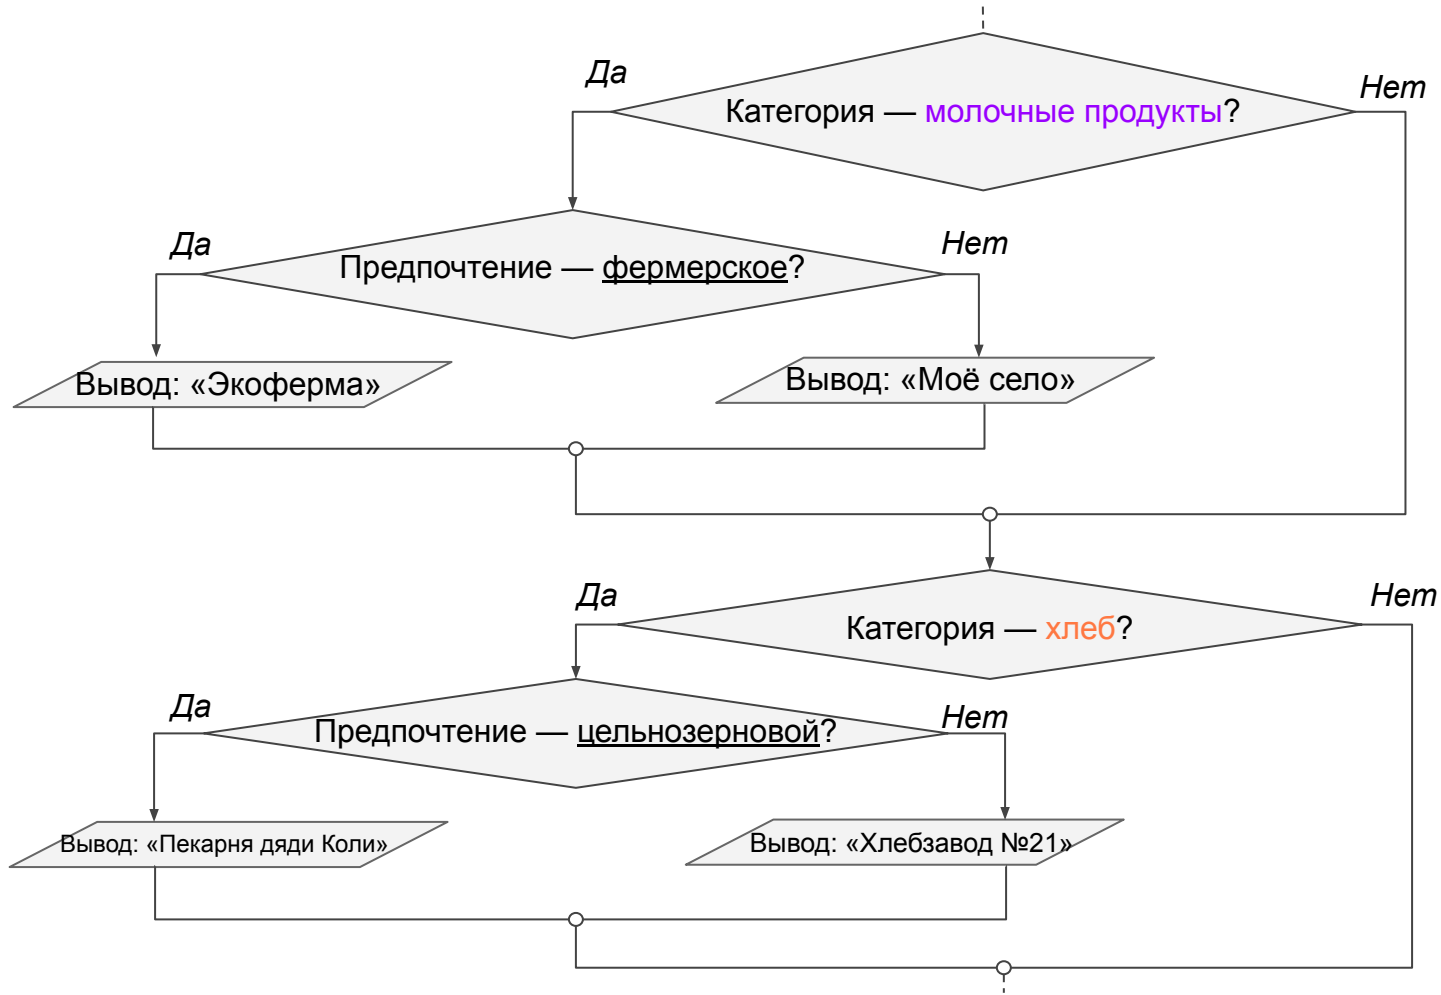 Да
Нет
Категория — молочные продукты?
Да
Нет
Предпочтение — фермерское?
Вывод: «Экоферма»
Вывод: «Моё село»
Да
Нет
Категория — хлеб?
Да
Нет
Предпочтение — цельнозерновой?
Вывод: «Пекарня дяди Коли»
Вывод: «Хлебзавод №21»